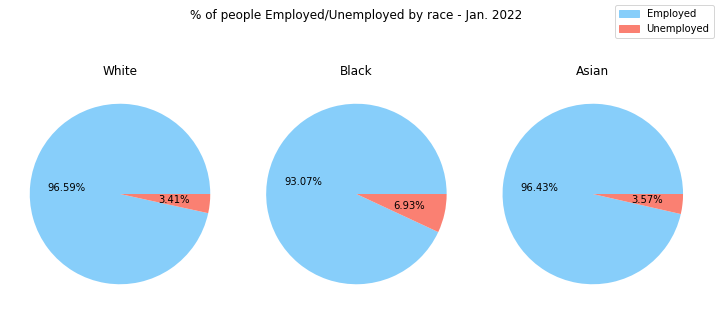 % of people Employed/Unemployed by race - Jan. 2022
Employed
Unemployed
White
Black
Asian
96.59%
3.41%
93.07%
6.93%
96.43%
3.57%